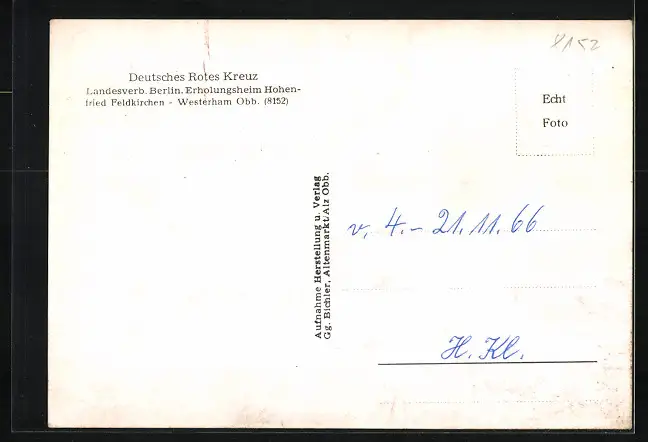 8152
Deutsches Rotes Kreuz
Landesverb. Berlin. Erholungsheim Hohen-
fried Feldkirchen - Westerham Obb. (8152)
Echt
Foto
Aufnahme Herstellung u. Verlag
Gg. Bichler, Altenmarkt/Alz Obb.
v. 4.- 21.11.66
H. Kl.